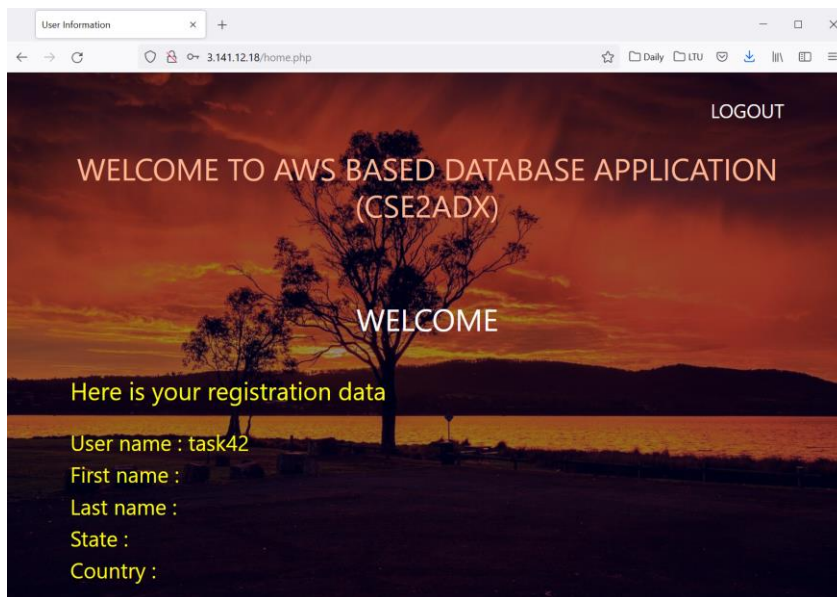 User Information
3.141.12.18/home.php
Daily
LTU
LOGOUT
WELCOME TO AWS BASED DATABASE APPLICATION
(CSE2ADX)
WELCOME
Here is your registration data
User name : task42
First name :
Last name :
State :
Country :